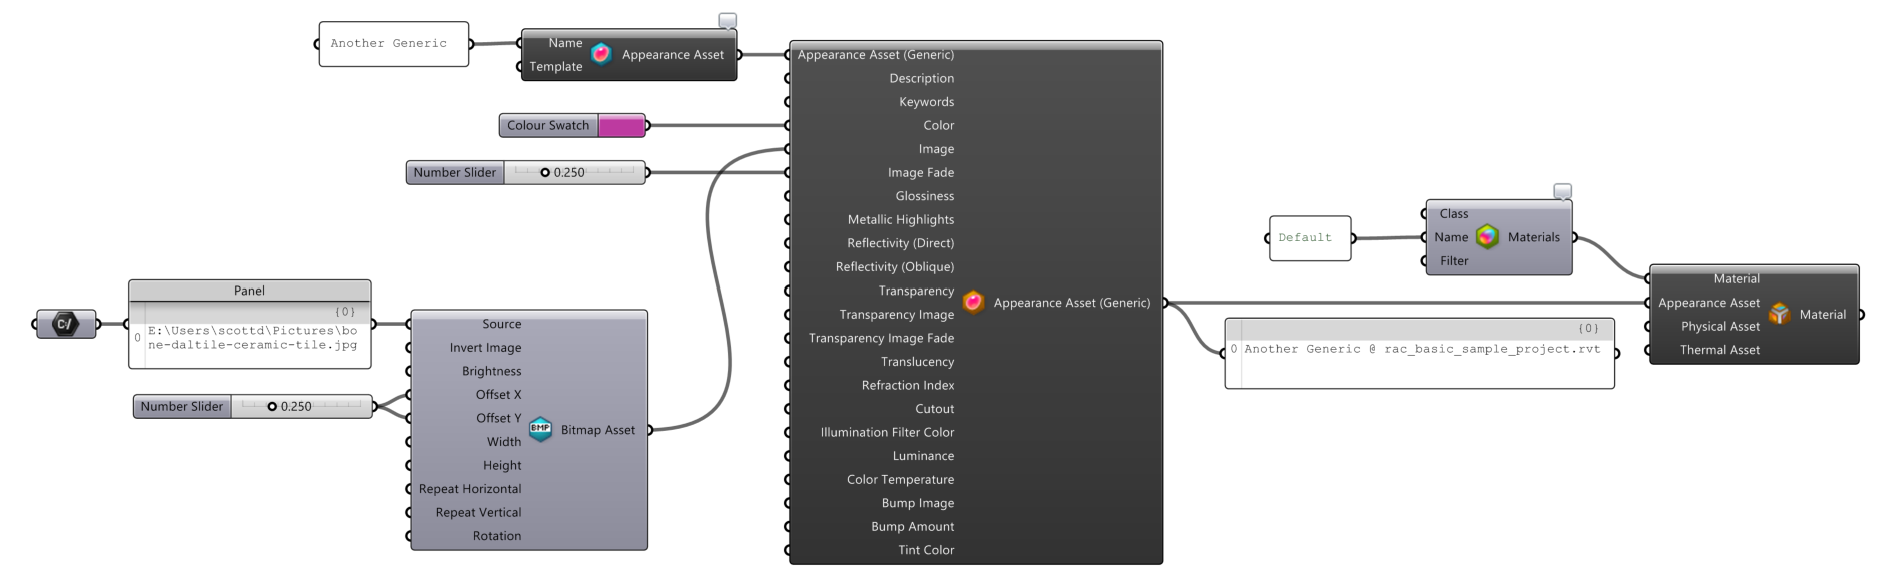 Another Generic
Name
Template
Appearance Asset
Colour Swatch
Number Slider
0.250
C:/
Panel
{0}
0
E:\Users\scottd\Pictures\bo
ne-daltile-ceramic-tile.jpg
Number Slider
0.250
Source
Invert Image
Brightness
Offset X
Offset Y
Width
Height
Repeat Horizontal
Repeat Vertical
Rotation
BMP
Bitmap Asset
Appearance Asset (Generic)
Description
Keywords
Color
Image
Image Fade
Glossiness
Metallic Highlights
Reflectivity (Direct)
Reflectivity (Oblique)
Transparency
Transparency Image
Transparency Image Fade
Translucency
Refraction Index
Cutout
Illumination Filter Color
Luminance
Color Temperature
Bump Image
Bump Amount
Tint Color
Appearance Asset (Generic)
{0}
0 Another Generic @ rac_basic_sample_project.rvt
Default
Class
Name
Filter
Materials
Material
Appearance Asset
Physical Asset
Thermal Asset
Material